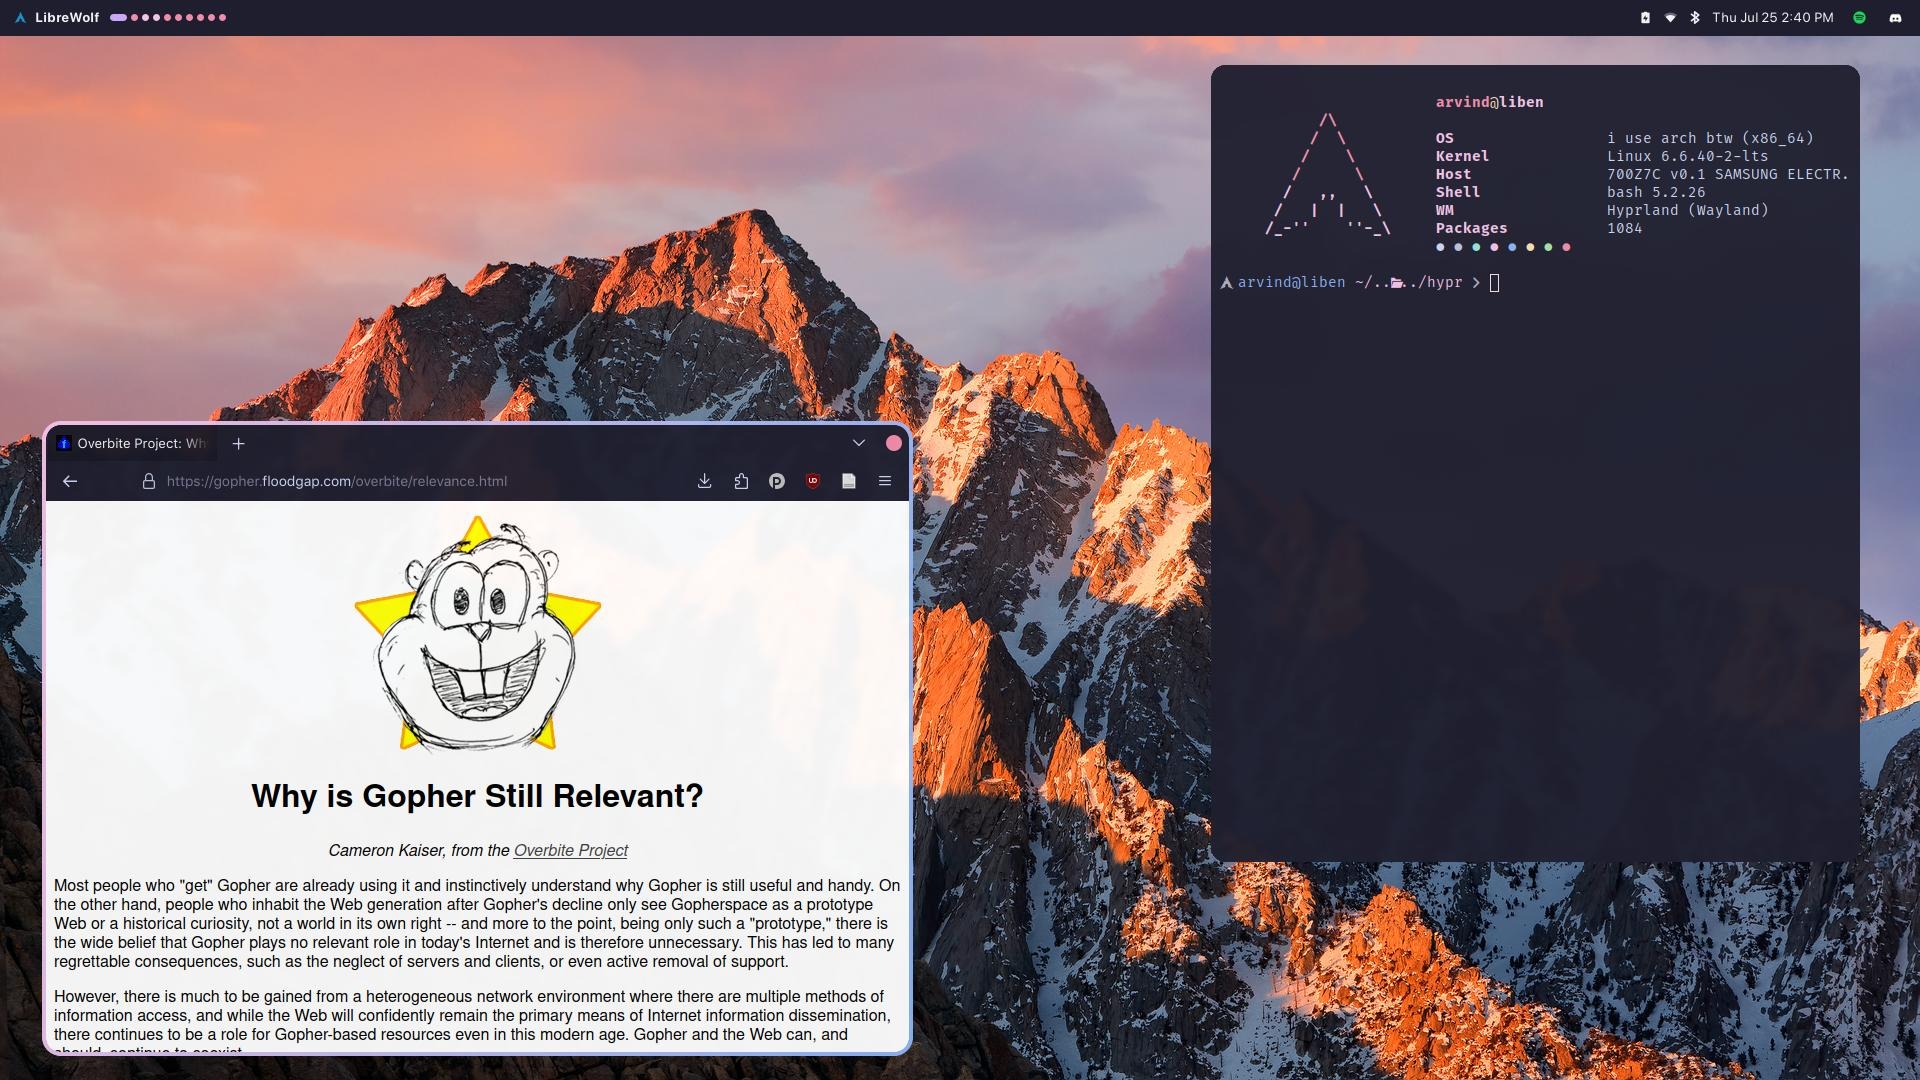 LibreWolf
Thu Jul 25 2:40 PM
arvind@liben
OS i use arch btw (x86_64)
Kernel Linux 6.6.40-2-lts
Host 700Z7C v0.1 SAMSUNG ELECTR.
Shell bash 5.2.26
WM Hyprland (Wayland)
Packages 1084
arvind@liben ~/../../hypr >
Overbite Project: Wh
https://gopher.floodgap.com/overbite/relevance.html
Why is Gopher Still Relevant?
Cameron Kaiser, from the Overbite Project
Most people who "get" Gopher are already using it and instinctively understand why Gopher is still useful and handy. On
the other hand, people who inhabit the Web generation after Gopher's decline only see Gopherspace as a prototype
Web or a historical curiosity, not a world in its own right -- and more to the point, being only such a "prototype," there is
the wide belief that Gopher plays no relevant role in today's Internet and is therefore unnecessary. This has led to many
regrettable consequences, such as the neglect of servers and clients, or even active removal of support.
However, there is much to be gained from a heterogeneous network environment where there are multiple methods of
information access, and while the Web will confidently remain the primary means of Internet information dissemination,
there continues to be a role for Gopher-based resources even in this modern age. Gopher and the Web can, and
should, continue to coexist.